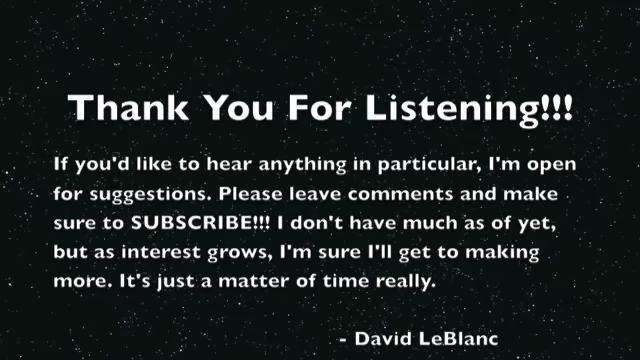 Thank You For Listening!!!
If you'd like to hear anything in particular, I'm open
for suggestions. Please leave comments and make
sure to SUBSCRIBE!!! I don't have much as of yet,
but as interest grows, I'm sure I'll get to making
more. It's just a matter of time really.
- David LeBlanc